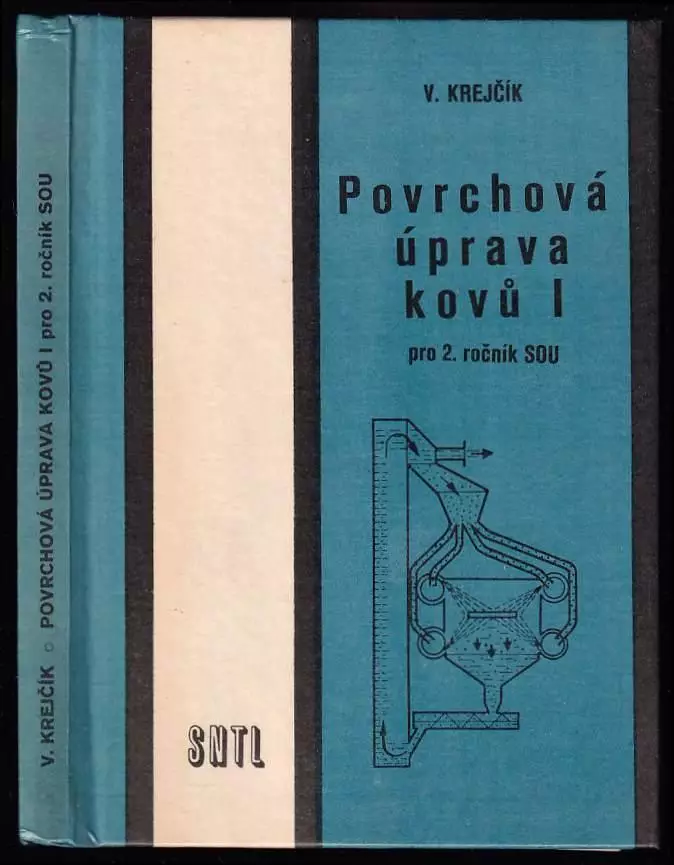 V. KREJČÍK ○ POVRCHOVÁ ÚPRAVA KOVŮ I pro 2. ročník SOU
V. KREJČÍK
Povrchová
úprava
kovů I
pro 2. ročník SOU
SNTL